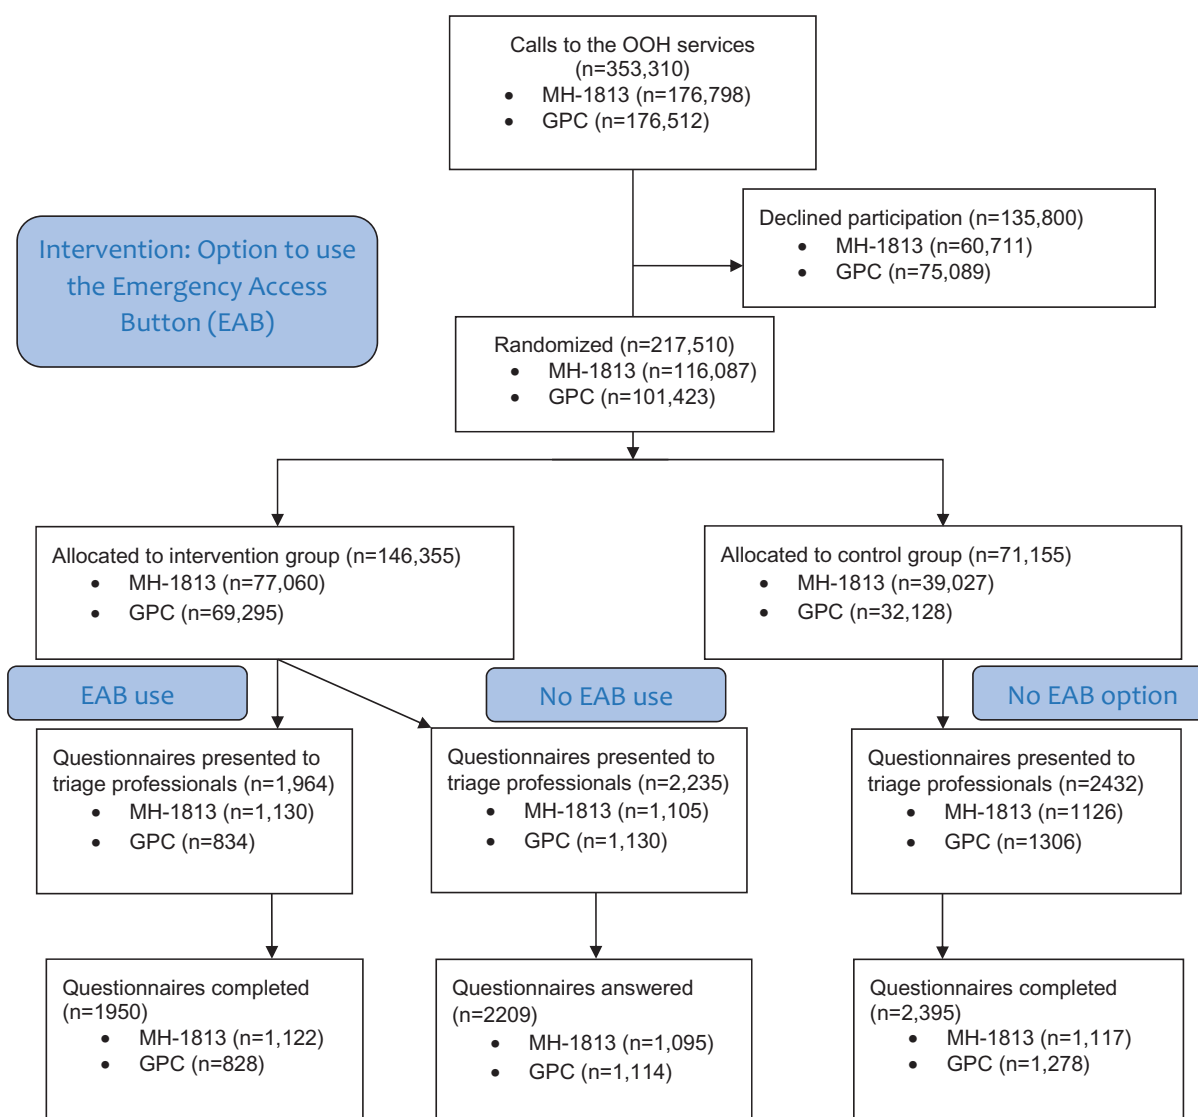 Calls to the OOH services
(n=353,310)
• MH-1813 (n=176,798)
• GPC (n=176,512)
Declined participation (n=135,800)
• MH-1813 (n=60,711)
• GPC (n=75,089)
Intervention: Option to use
the Emergency Access
Button (EAB)
Randomized (n=217,510)
• MH-1813 (n=116,087)
• GPC (n=101,423)
Allocated to intervention group (n=146,355)
• MH-1813 (n=77,060)
• GPC (n=69,295)
Allocated to control group (n=71,155)
• MH-1813 (n=39,027)
• GPC (n=32,128)
EAB use
No EAB use
No EAB option
Questionnaires presented to
triage professionals (n=1,964)
• MH-1813 (n=1,130)
• GPC (n=834)
Questionnaires presented to
triage professionals (n=2,235)
• MH-1813 (n=1,105)
• GPC (n=1,130)
Questionnaires presented to
triage professionals (n=2432)
• MH-1813 (n=1126)
• GPC (n=1306)
Questionnaires completed
(n=1950)
• MH-1813 (n=1,122)
• GPC (n=828)
Questionnaires answered
(n=2209)
• MH-1813 (n=1,095)
• GPC (n=1,114)
Questionnaires completed
(n=2,395)
• MH-1813 (n=1,117)
• GPC (n=1,278)